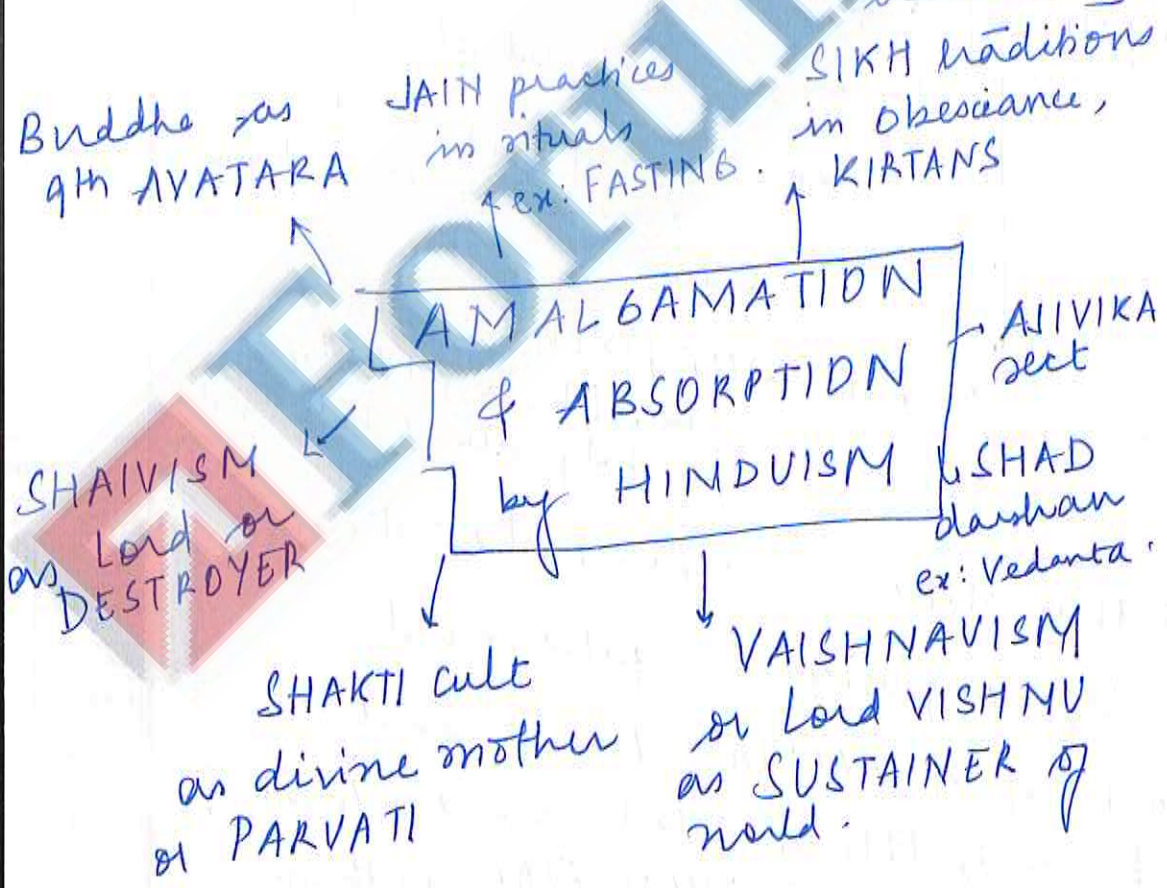 Buddha as
9th AVATARA
JAIN practices
in rituals
ex: FASTING.
SIKH traditions
in obesciance,
KIRTANS
AMALGAMATION
& ABSORPTION
by HINDUISM
AJIVIKA
sect
SHAD
darshan
ex: Vedanta.
SHAIVISM
as Lord or
DESTROYER
SHAKTI cult
as divine mother
or PARVATI
VAISHNAVISM
or Lord VISHNU
as SUSTAINER of
world.
Forum